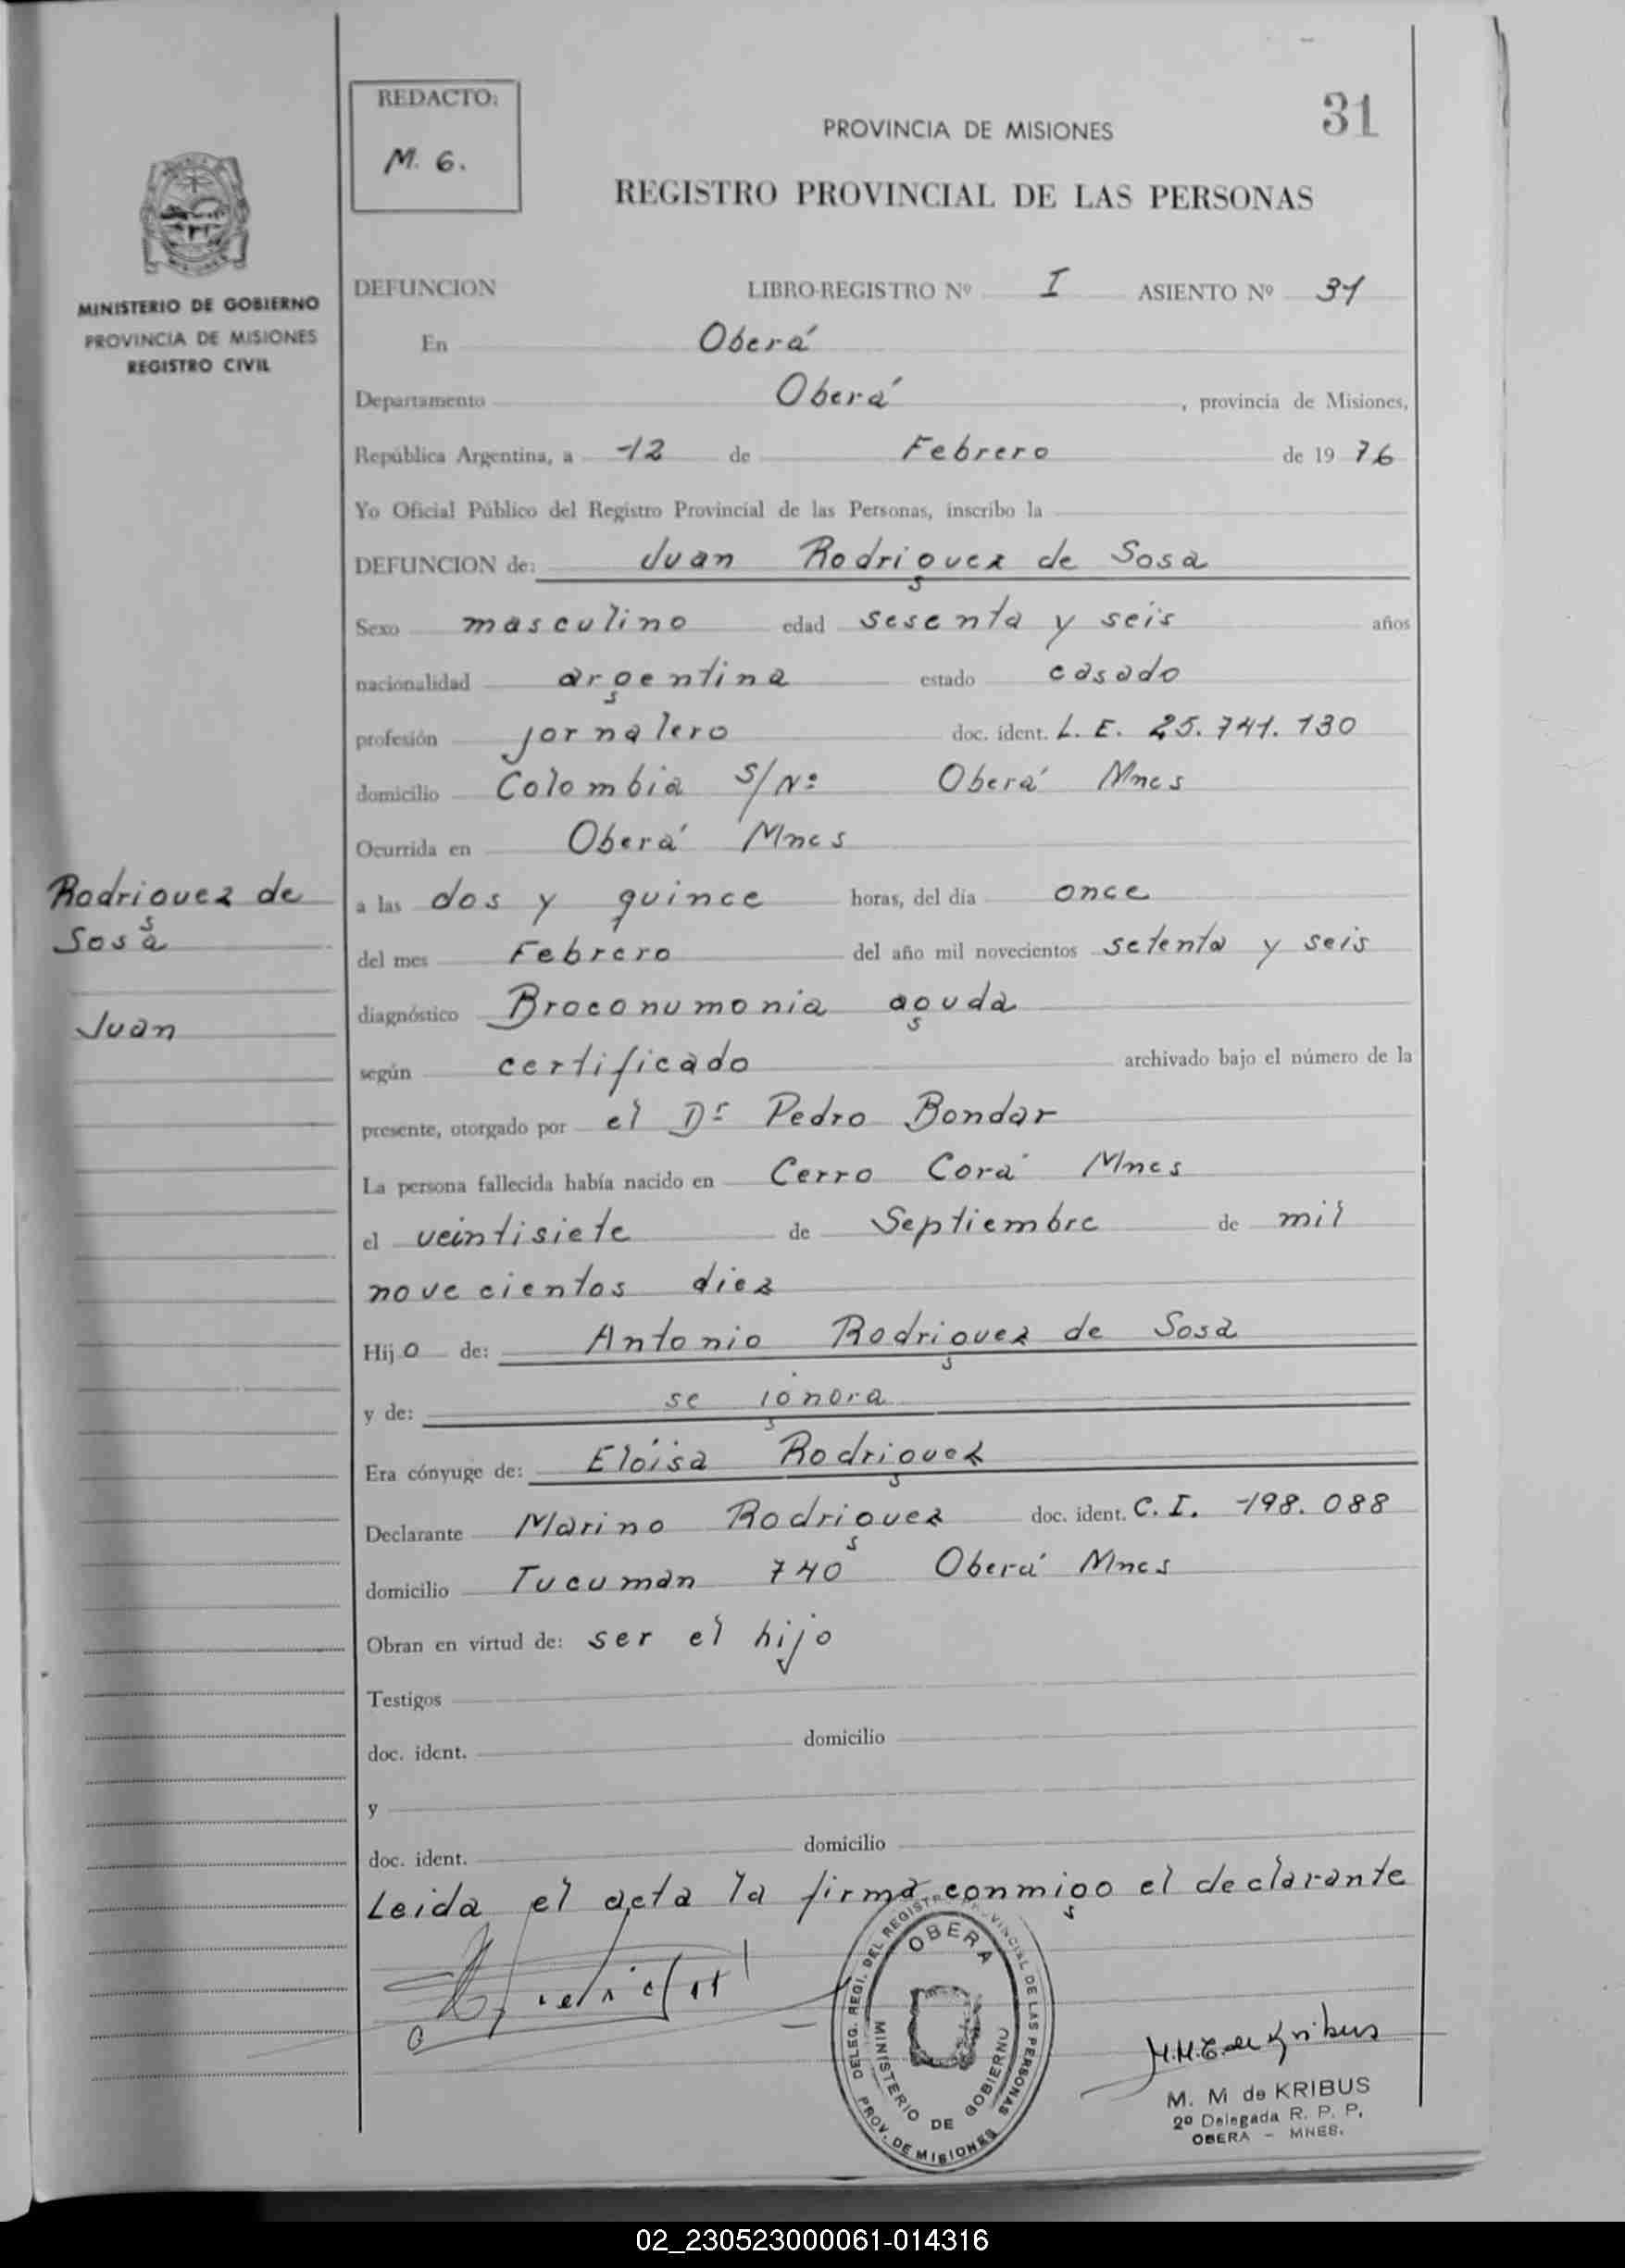 31
REDACTO:
M. G.
PROVINCIA DE MISIONES
REGISTRO PROVINCIAL DE LAS PERSONAS
MINISTERIO DE GOBIERNO
PROVINCIA DE MISIONES
REGISTRO CIVIL
DEFUNCION LIBRO-REGISTRO Nº I ASIENTO Nº 31
En Oberá
Departamento Oberá, provincia de Misiones,
República Argentina, a 12 de Febrero de 1976
Yo Oficial Público del Registro Provincial de las Personas, inscribo la
DEFUNCION de: Juan Rodriguez de Sosa
Sexo masculino edad sesenta y seis años
nacionalidad argentina estado casado
profesión jornalero doc. ident. L. E. 25.741.130
domicilio Colombia S/Nº Oberá Mnes
Ocurrida en Oberá Mnes
Rodriguez de
Sosa
Juan
a las dos y quince horas, del día once
del mes Febrero del año mil novecientos setenta y seis
diagnóstico Broconumonia aguda
según certificado archivado bajo el número de la
presente, otorgado por el Dr Pedro Bondar
La persona fallecida había nacido en Cerro Corá Mnes
el veintisiete de Septiembre de mil
novecientos diez
Hijo de: Antonio Rodriguez de Sosa
y de: se ignora
Era cónyuge de: Eloisa Rodriguez
Declarante Marino Rodriguez doc. ident. C. I. 198.088
domicilio Tucuman 740 Oberá Mnes
Obran en virtud de: ser el hijo
Testigos
doc. ident. domicilio
y
doc. ident. domicilio
Leida el acta la firma conmigo el declarante
DELEG. REGI. DEL REGISTRO PROVINCIAL DE LAS PERSONAS
OBERA
MINISTERIO DE GOBIERNO
PROV. DE MISIONES
M. M de KRIBUS
2º Delegada R. P. P.
OBERA - MNES.
02_230523000061-014316